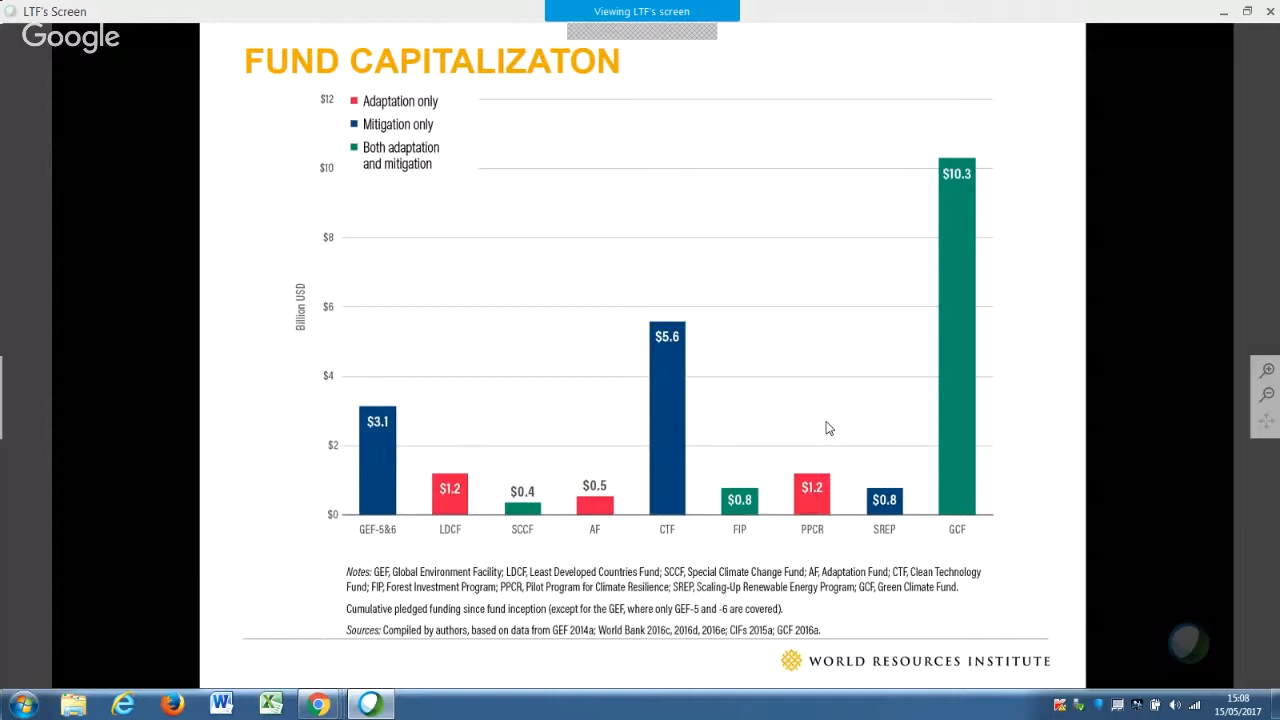 LTF's Screen
Viewing LTF's screen
Google
FUND CAPITALIZATON
$12
Adaptation only
Mitigation only
Both adaptation
and mitigation
$10
$10.3
$8
Billion USD
$6
$5.6
$4
$3.1
$2
$1.2
$0.4
$0.5
$0.8
$1.2
$0.8
$0
GEF-5&6 LDCF SCCF AF CTF FIP PPCR SREP GCF
Notes: GEF, Global Environment Facility; LDCF, Least Developed Countries Fund; SCCF, Special Climate Change Fund; AF, Adaptation Fund; CTF, Clean Technology
Fund; FIP, Forest Investment Program; PPCR, Pilot Program for Climate Resilience; SREP, Scaling-Up Renewable Energy Program; GCF, Green Climate Fund.
Cumulative pledged funding since fund inception (except for the GEF, where only GEF-5 and -6 are covered).
Sources: Compiled by authors, based on data from GEF 2014a; World Bank 2016c, 2016d, 2016e; CIFs 2015a; GCF 2016a.
WORLD RESOURCES INSTITUTE
15:08
15/05/2017